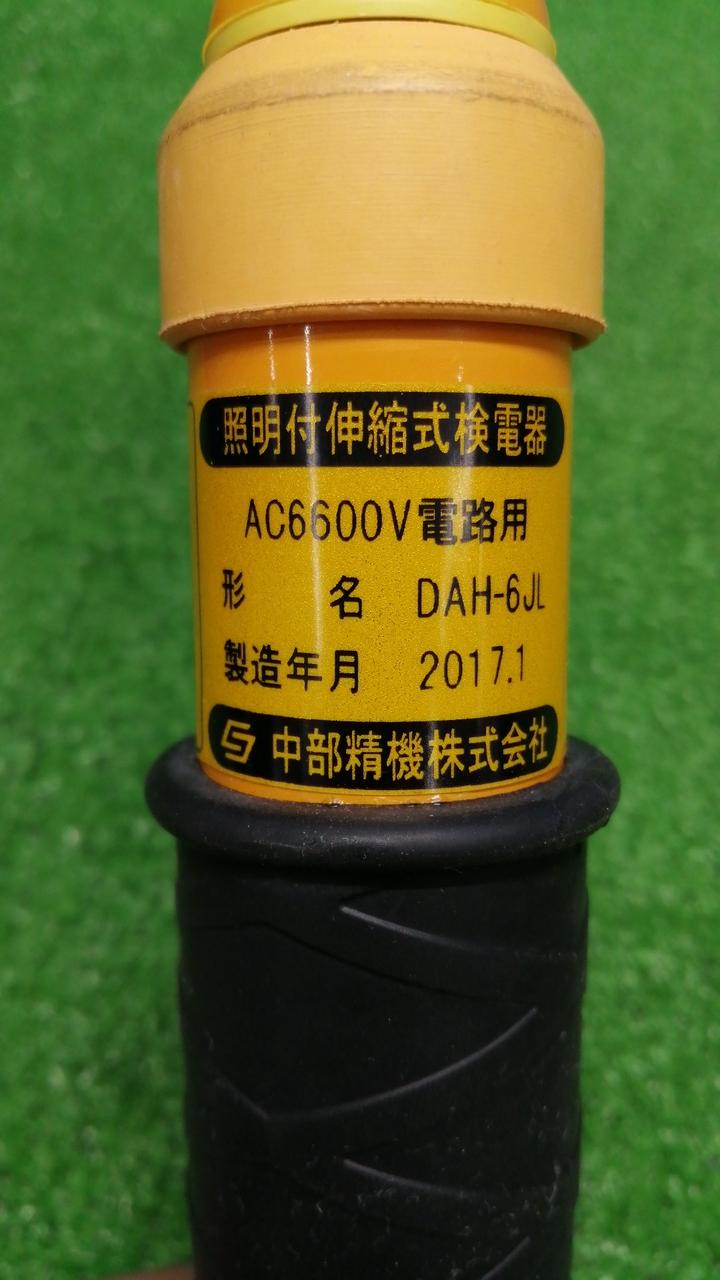 照明付伸縮式検電器
AC6600V電路用
形 名 DAH-6JL
製造年月 2017.1
中部精機株式会社